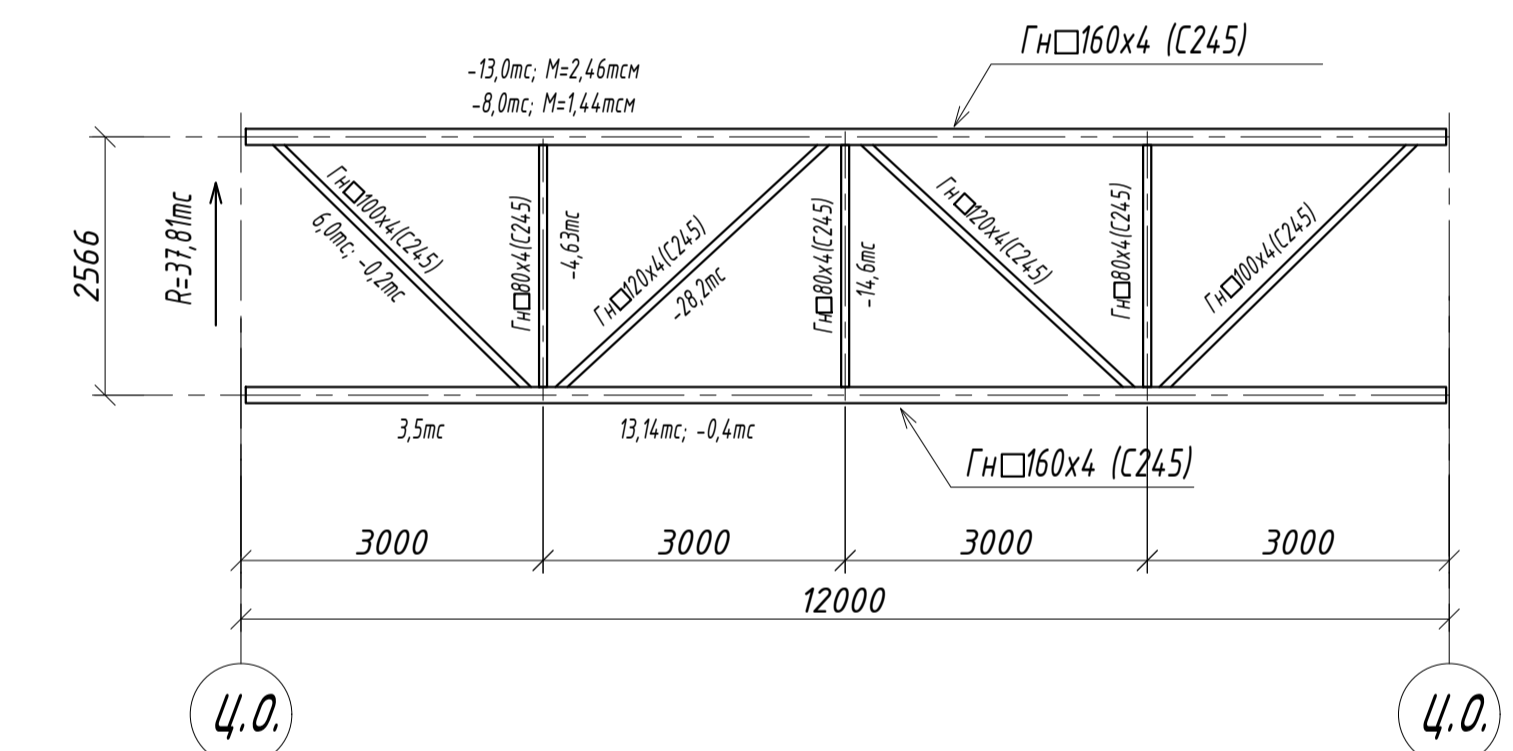 Гн□160х4 (С245)
-13,0тс; М=2,46тсм
-8,0тс; М=1,44тсм
2566
R=37,81тс
Гн□100х4(С245)
6,0тс; -0,2тс
Гн□80х4(С245)
-4,63тс
Гн□120х4(С245)
-28,2тс
Гн□80х4(С245)
-14,6тс
Гн□120х4(С245)
Гн□80х4(С245)
Гн□100х4(С245)
3,5тс
13,14тс; -0,4тс
Гн□160х4 (С245)
3000
3000
3000
3000
12000
Ц.О.
Ц.О.